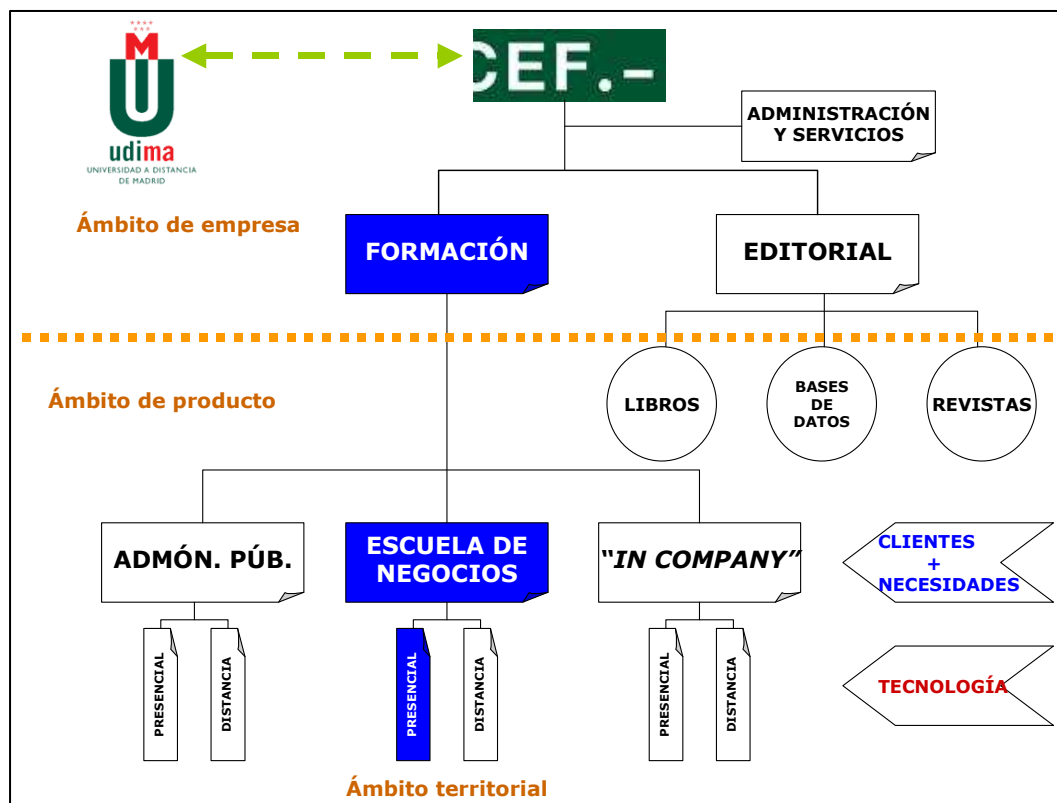 M
U
udima
UNIVERSIDAD A DISTANCIA
DE MADRID
CEF.-
ADMINISTRACIÓN
Y SERVICIOS
Ámbito de empresa
FORMACIÓN
EDITORIAL
Ámbito de producto
LIBROS
BASES
DE
DATOS
REVISTAS
ADMÓN. PÚB.
ESCUELA DE
NEGOCIOS
“IN COMPANY”
CLIENTES
+
NECESIDADES
PRESENCIAL
DISTANCIA
PRESENCIAL
DISTANCIA
PRESENCIAL
DISTANCIA
TECNOLOGÍA
Ámbito territorial